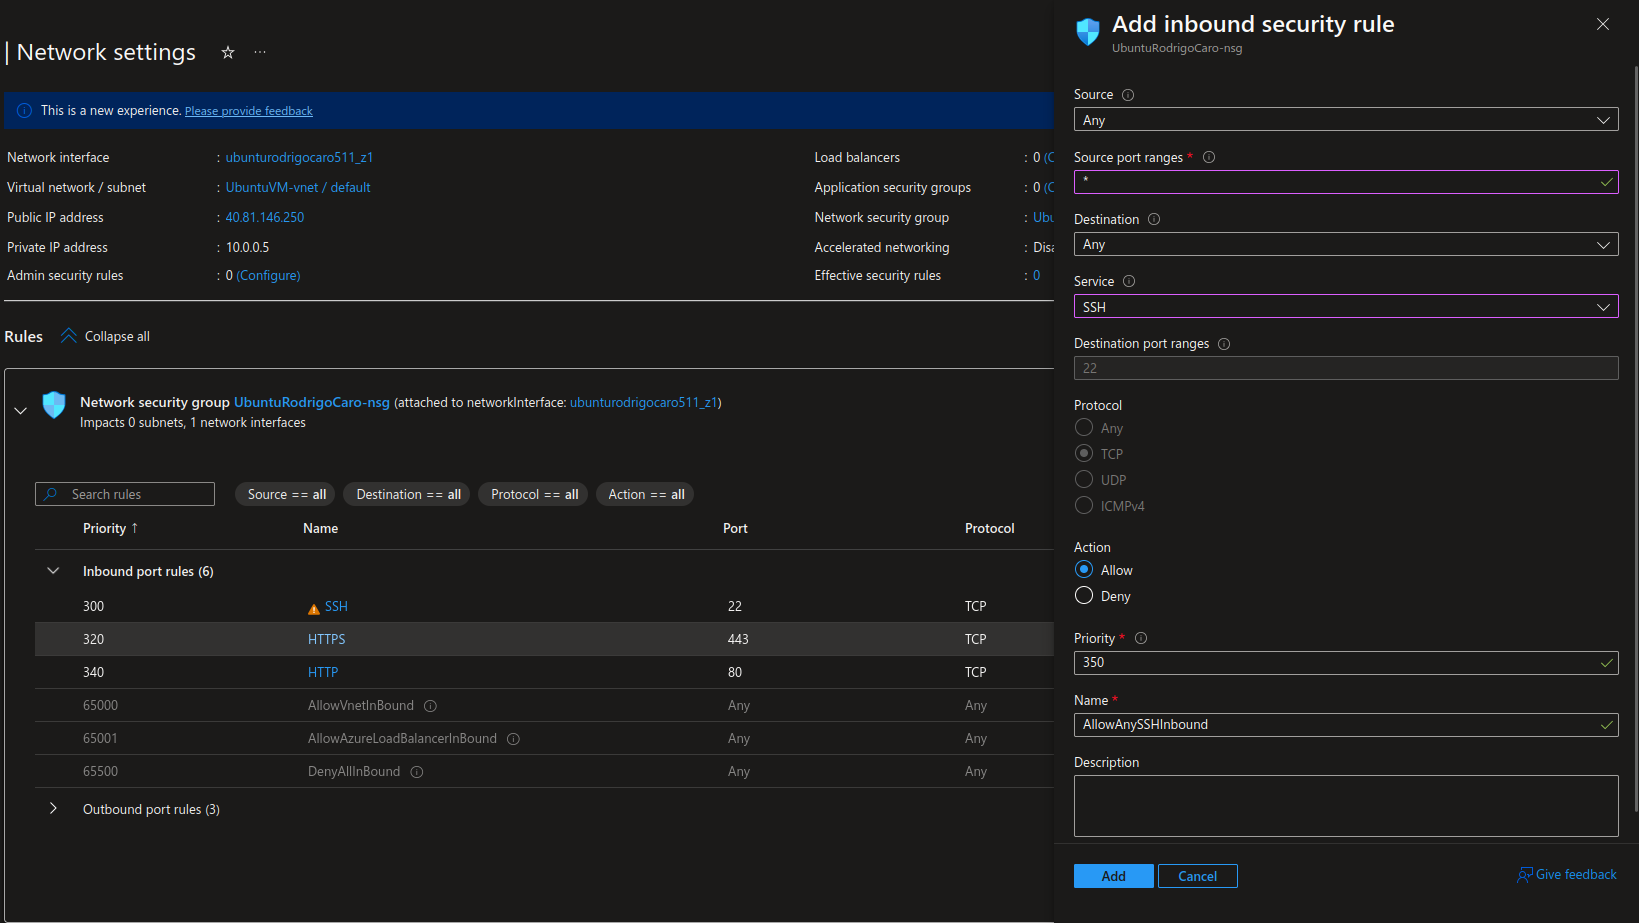 | Network settings ...
This is a new experience. Please provide feedback
Network interface : ubunturodrigocaro511_z1
Virtual network / subnet : UbuntuVM-vnet / default
Public IP address : 40.81.146.250
Private IP address : 10.0.0.5
Admin security rules : 0 (Configure)
Load balancers : 0 (C
Application security groups : 0 (C
Network security group : Ubu
Accelerated networking : Disa
Effective security rules : 0
Rules Collapse all
Network security group UbuntuRodrigoCaro-nsg (attached to networkInterface: ubunturodrigocaro511_z1)
Impacts 0 subnets, 1 network interfaces
Search rules Source == all Destination == all Protocol == all Action == all
Priority ↑ Name Port Protocol
Inbound port rules (6)
300 SSH 22 TCP
320 HTTPS 443 TCP
340 HTTP 80 TCP
65000 AllowVnetInBound Any Any
65001 AllowAzureLoadBalancerInBound Any Any
65500 DenyAllInBound Any Any
Outbound port rules (3)
Add inbound security rule
UbuntuRodrigoCaro-nsg
Source
Any
Source port ranges *
*
Destination
Any
Service
SSH
Destination port ranges
22
Protocol
Any
TCP
UDP
ICMPv4
Action
Allow
Deny
Priority *
350
Name *
AllowAnySSHInbound
Description
Add Cancel Give feedback